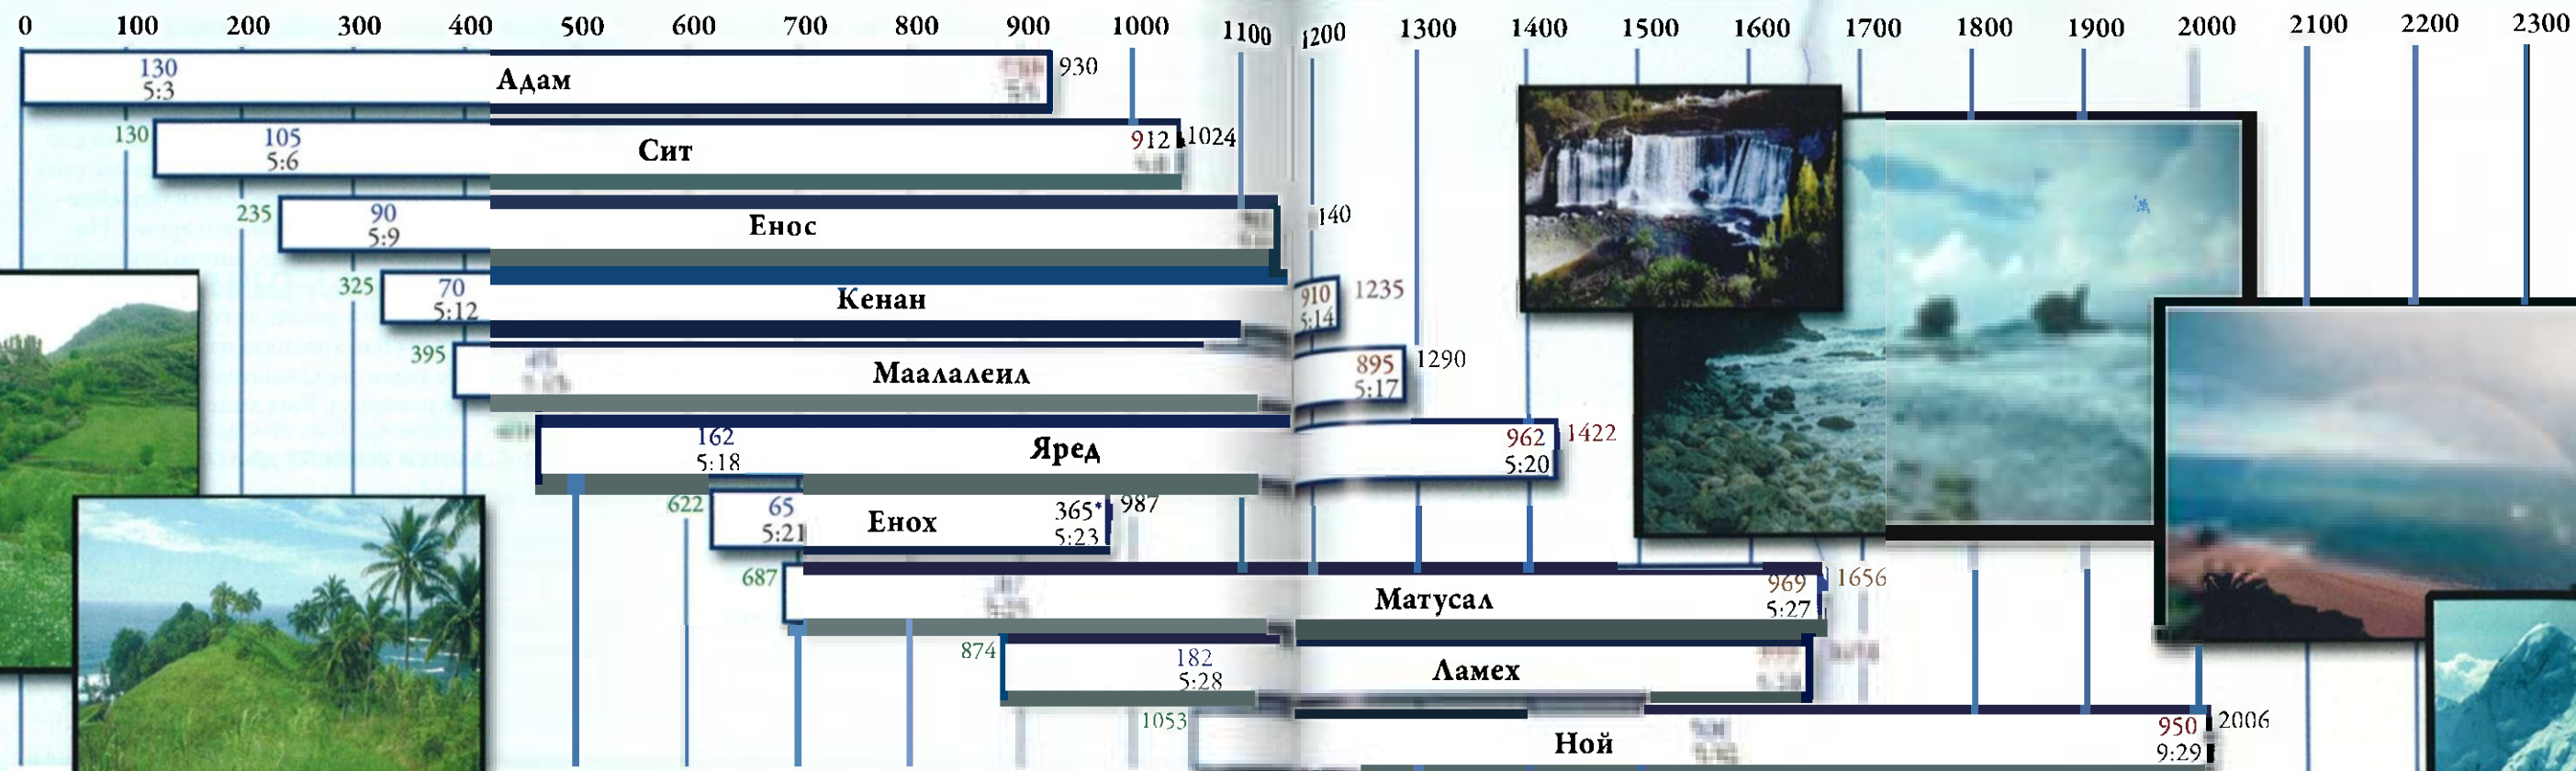 0 100 200 300 400 500 600 700 800 900 1000 1100 1200 1300 1400 1500 1600 1700 1800 1900 2000 2100 2200 2300
130 Адам 930
5:3
130 105 Сит 912 1024
5:6
235 90 Енос 140
5:9
325 70 Кенан 910 1235
5:12 5:14
395 Маалалеил 895 1290
5:17
162 Яред 962 1422
5:18 5:20
622 65 Енох 365* 987
5:21 5:23
687 Матусал 969 1656
5:27
874 182 Ламех
5:28
1053 Ной 950 2006
9:29